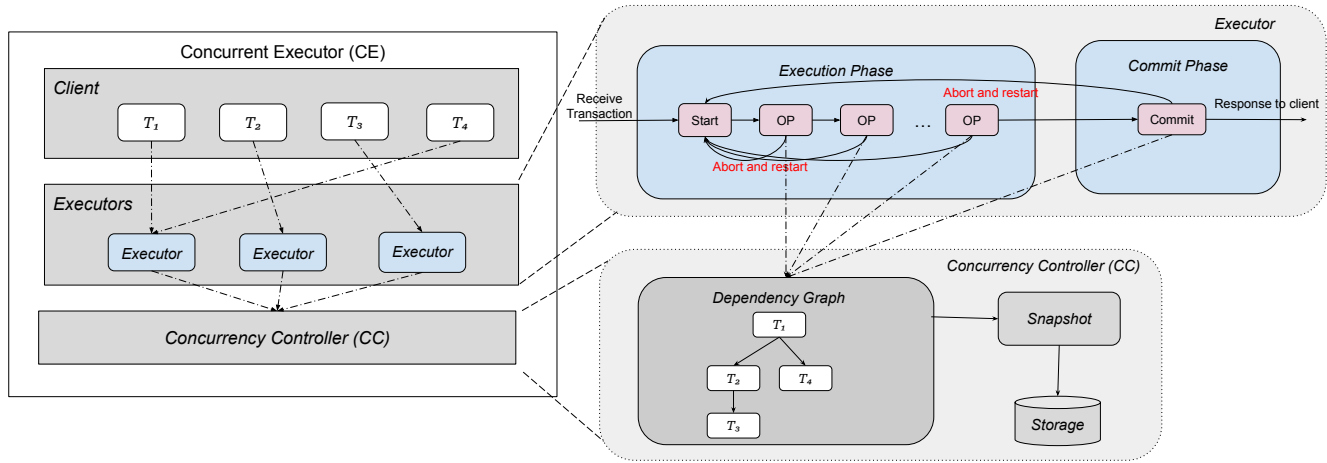 Concurrent Executor (CE)
Client
T₁
T₂
T₃
T₄
Executors
Executor
Executor
Executor
Concurrency Controller (CC)
Executor
Execution Phase
Commit Phase
Receive
Transaction
Abort and restart
Response to client
Start
OP
OP
...
OP
Commit
Abort and restart
Concurrency Controller (CC)
Dependency Graph
T₁
T₂
T₄
T₃
Snapshot
Storage